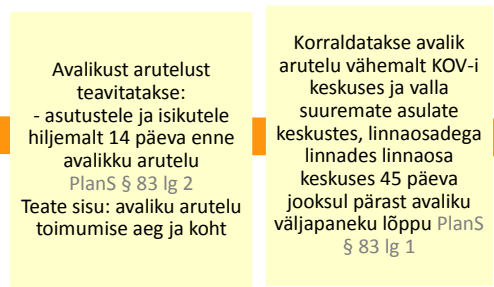 Avalikust arutelust
teavitatakse:
- asutustele ja isikutele
hiljemalt 14 päeva enne
avalikku arutelu
PlanS § 83 lg 2
Teate sisu: avaliku arutelu
toimumise aeg ja koht
Korraldatakse avalik
arutelu vähemalt KOV-i
keskuses ja valla
suuremate asulate
keskustes, linnaosadega
linnades linnaosa
keskuses 45 päeva
jooksul pärast avaliku
väljapaneku lõppu PlanS
§ 83 lg 1